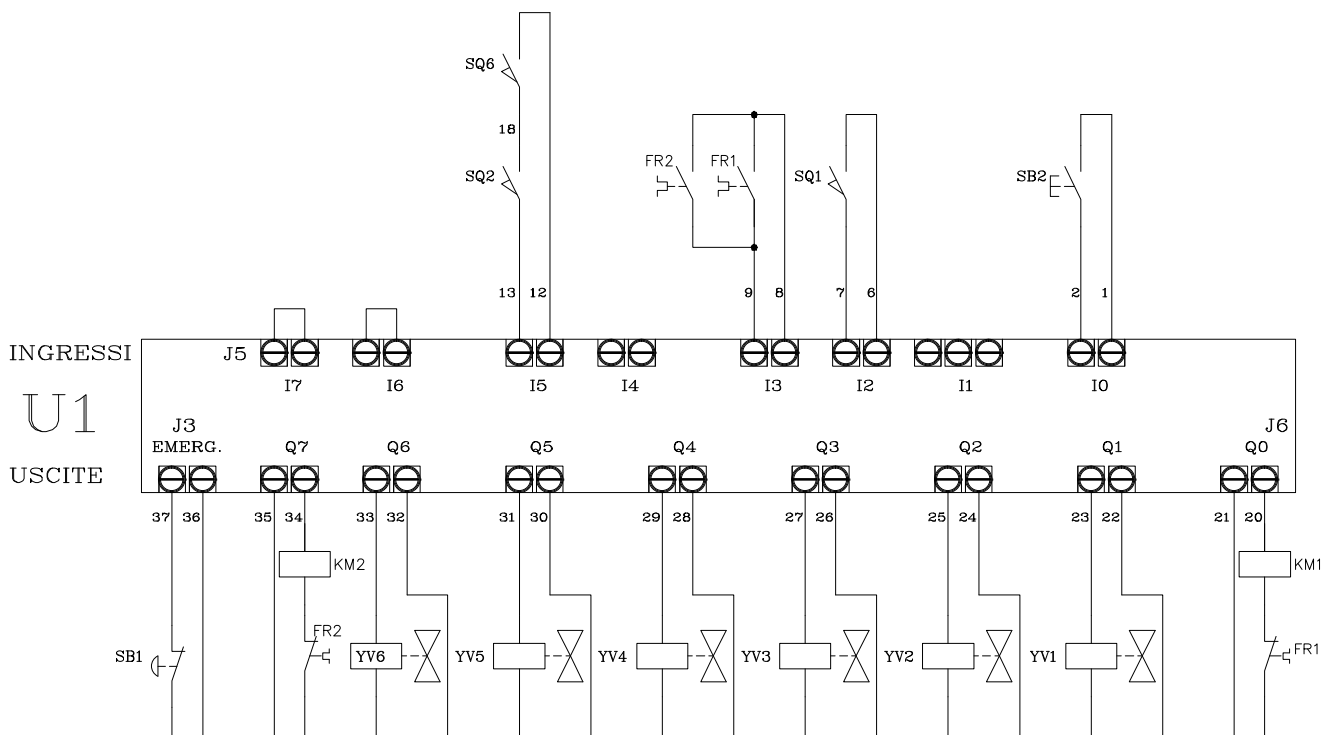 SQ6
18
SQ2
FR2 FR1 SQ1 SB2
13 12 9 8 7 6 2 1
INGRESSI J5
I7 I6 I5 I4 I3 I2 I1 I0
U1
J3 J6
EMERG. Q7 Q6 Q5 Q4 Q3 Q2 Q1 Q0
USCITE
37 36 35 34 33 32 31 30 29 28 27 26 25 24 23 22 21 20
KM2 KM1
FR2
SB1 YV6 YV5 YV4 YV3 YV2 YV1 FR1